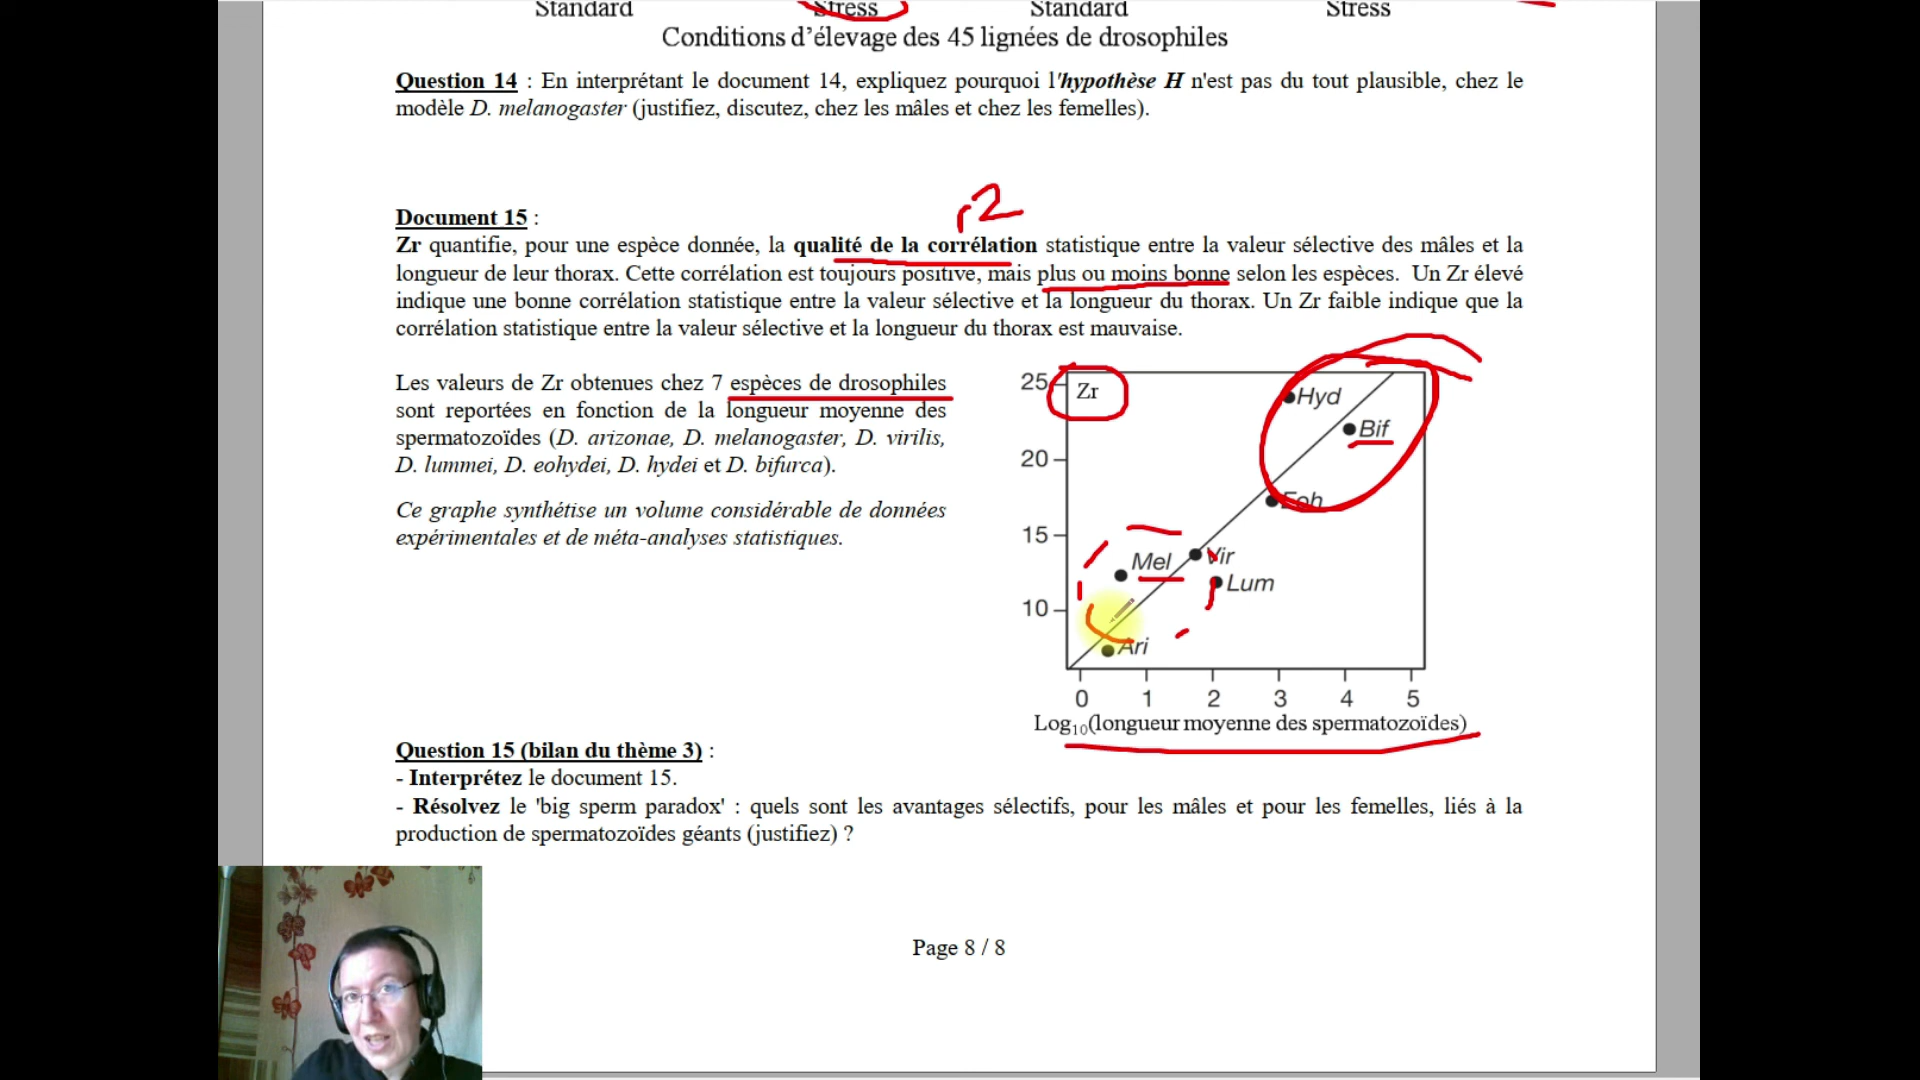 Standard Stress Standard Stress
Conditions d'élevage des 45 lignées de drosophiles
Question 14 : En interprétant le document 14, expliquez pourquoi l'hypothèse H n'est pas du tout plausible, chez le
modèle D. melanogaster (justifiez, discutez, chez les mâles et chez les femelles).
r2
Document 15 :
Zr quantifie, pour une espèce donnée, la qualité de la corrélation statistique entre la valeur sélective des mâles et la
longueur de leur thorax. Cette corrélation est toujours positive, mais plus ou moins bonne selon les espèces. Un Zr élevé
indique une bonne corrélation statistique entre la valeur sélective et la longueur du thorax. Un Zr faible indique que la
corrélation statistique entre la valeur sélective et la longueur du thorax est mauvaise.
Les valeurs de Zr obtenues chez 7 espèces de drosophiles
sont reportées en fonction de la longueur moyenne des
spermatozoïdes (D. arizonae, D. melanogaster, D. virilis,
D. lummei, D. eohydei, D. hydei et D. bifurca).
Ce graphe synthétise un volume considérable de données
expérimentales et de méta-analyses statistiques.
25 Zr
Hyd
Bif
20
Eoh
15
Mel Vir
Lum
10
Ari
0 1 2 3 4 5
Log10(longueur moyenne des spermatozoïdes)
Question 15 (bilan du thème 3) :
- Interprétez le document 15.
- Résolvez le 'big sperm paradox' : quels sont les avantages sélectifs, pour les mâles et pour les femelles, liés à la
production de spermatozoïdes géants (justifiez) ?
Page 8 / 8